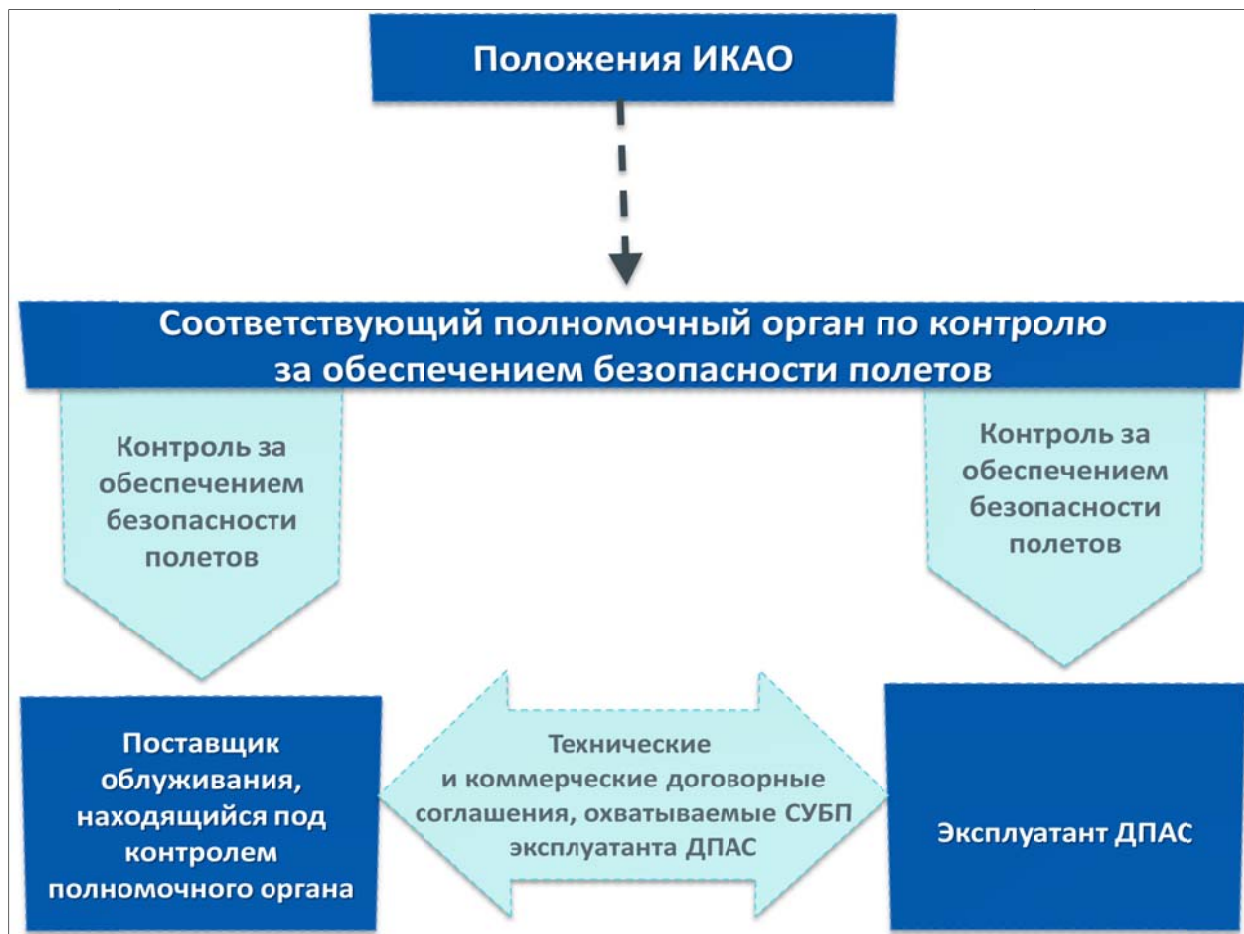 Положения ИКАО
Соответствующий полномочный орган по контролю
за обеспечением безопасности полетов
Контроль за
обеспечением
безопасности
полетов
Контроль за
обеспечением
безопасности
полетов
Поставщик
облуживания,
находящийся под
контролем
полномочного органа
Технические
и коммерческие договорные
соглашения, охватываемые СУБП
эксплуатанта ДПАС
Эксплуатант ДПАС